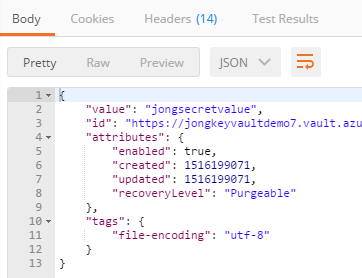 Body Cookies Headers (14) Test Results
Pretty Raw Preview JSON
1 {
2 "value": "jongsecretvalue",
3 "id": "https://jongkeyvaultdemo7.vault.azu
4 "attributes": {
5 "enabled": true,
6 "created": 1516199071,
7 "updated": 1516199071,
8 "recoveryLevel": "Purgeable"
9 },
10 "tags": {
11 "file-encoding": "utf-8"
12 }
13 }